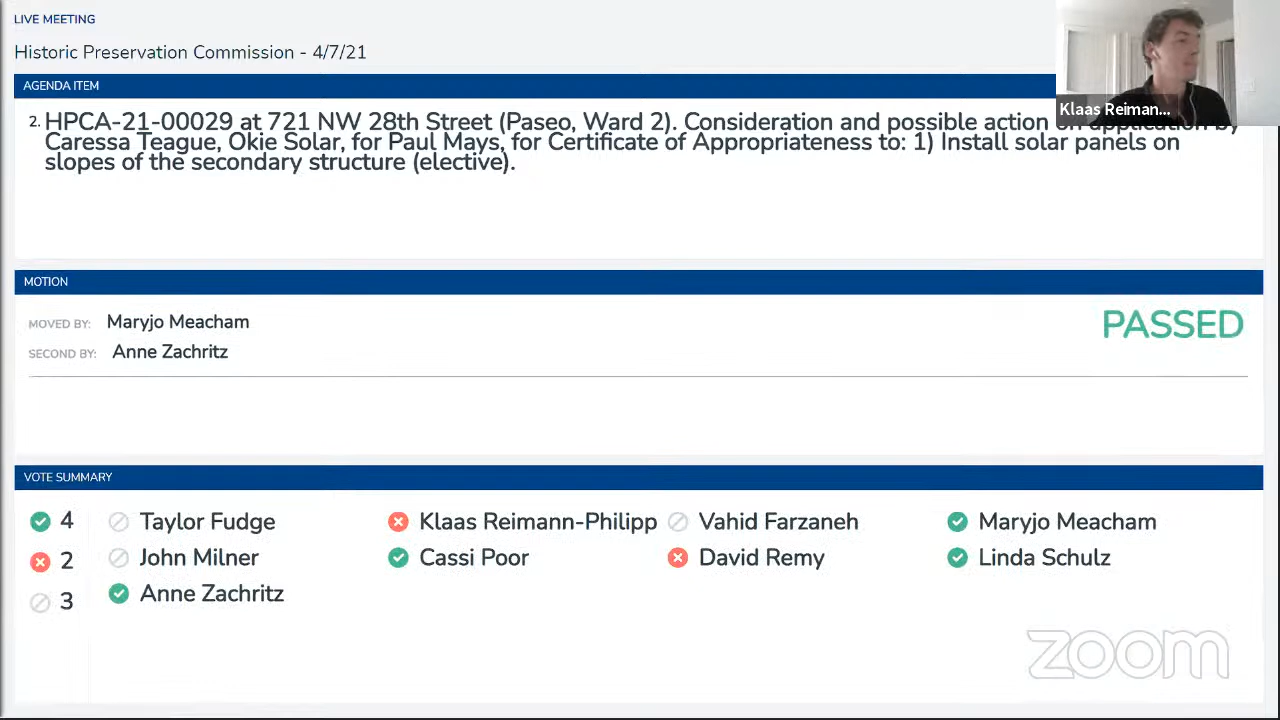 LIVE MEETING
Historic Preservation Commission - 4/7/21
AGENDA ITEM
Klaas Reiman...
2. HPCA-21-00029 at 721 NW 28th Street (Paseo, Ward 2). Consideration and possible action on application by
Caressa Teague, Okie Solar, for Paul Mays, for Certificate of Appropriateness to: 1) Install solar panels on
slopes of the secondary structure (elective).
MOTION
MOVED BY: Maryjo Meacham
PASSED
SECOND BY: Anne Zachritz
VOTE SUMMARY
4 Taylor Fudge Klaas Reimann-Philipp Vahid Farzaneh Maryjo Meacham
2 John Milner Cassi Poor David Remy Linda Schulz
3 Anne Zachritz
zoom